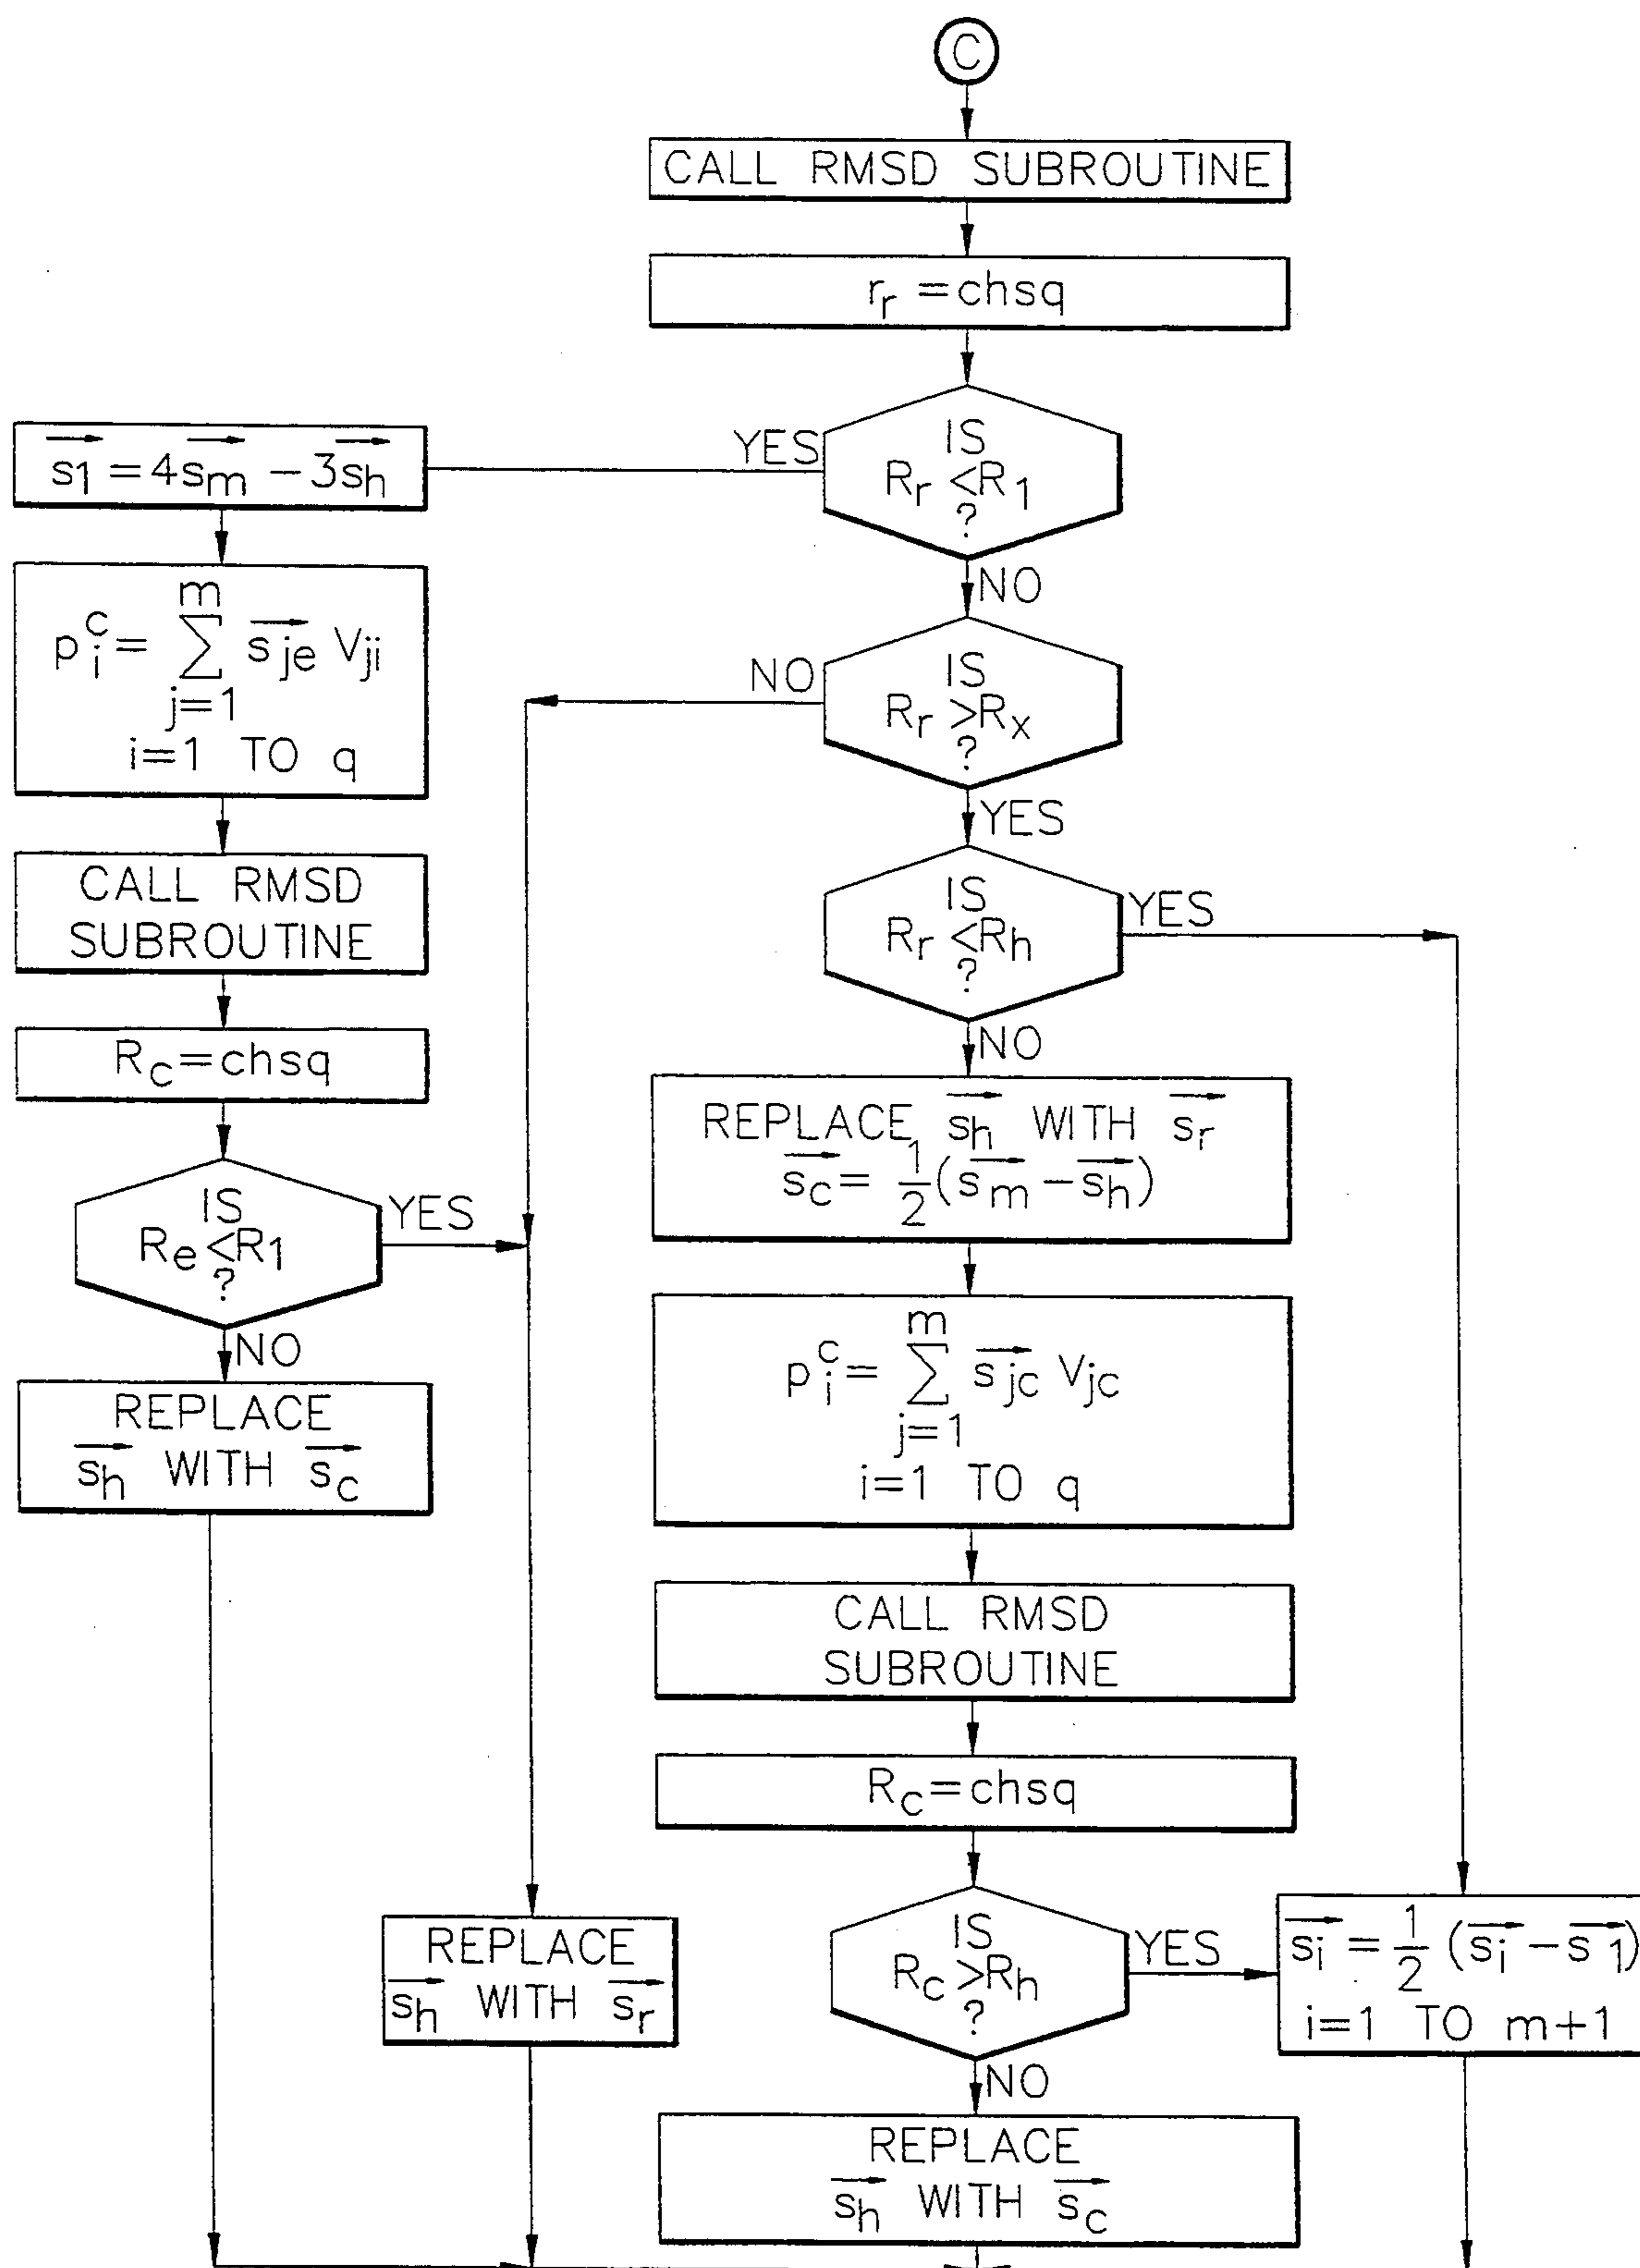 C
CALL RMSD SUBROUTINE
r_r = chsq
IS
R_r < R_1
?
YES
NO
s_1 = 4s_m - 3s_h
m
p_i^c = ∑ s_je V_ji
j=1
i=1 TO q
CALL RMSD
SUBROUTINE
R_c = chsq
IS
R_e < R_1
?
YES
NO
REPLACE
s_h WITH s_c
IS
R_r > R_x
?
NO
YES
IS
R_r < R_h
?
YES
NO
REPLACE s_h WITH s_r
s_c = 1/2 (s_m - s_h)
m
p_i^c = ∑ s_jc V_jc
j=1
i=1 TO q
CALL RMSD
SUBROUTINE
R_c = chsq
IS
R_c > R_h
?
YES
NO
REPLACE
s_h WITH s_r
s_i = 1/2 (s_i - s_1)
i=1 TO m+1
REPLACE
s_h WITH s_c